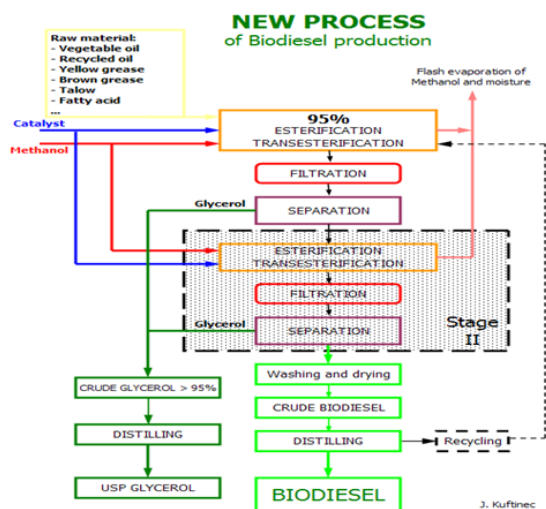 NEW PROCESS
of Biodiesel production
Raw material:
- Vegetable oil
- Recycled oil
- Yellow grease
- Brown grease
- Talow
- Fatty acid
...
Flash evaporation of
Methanol and moisture
Catalyst
Methanol
95%
ESTERIFICATION
TRANSESTERIFICATION
FILTRATION
Glycerol
SEPARATION
ESTERIFICATION
TRANSESTERIFICATION
FILTRATION
Glycerol
SEPARATION
Stage
II
Washing and drying
CRUDE GLYCEROL > 95%
CRUDE BIODIESEL
DISTILLING
DISTILLING
Recycling
USP GLYCEROL
BIODIESEL
J. Kuftinec